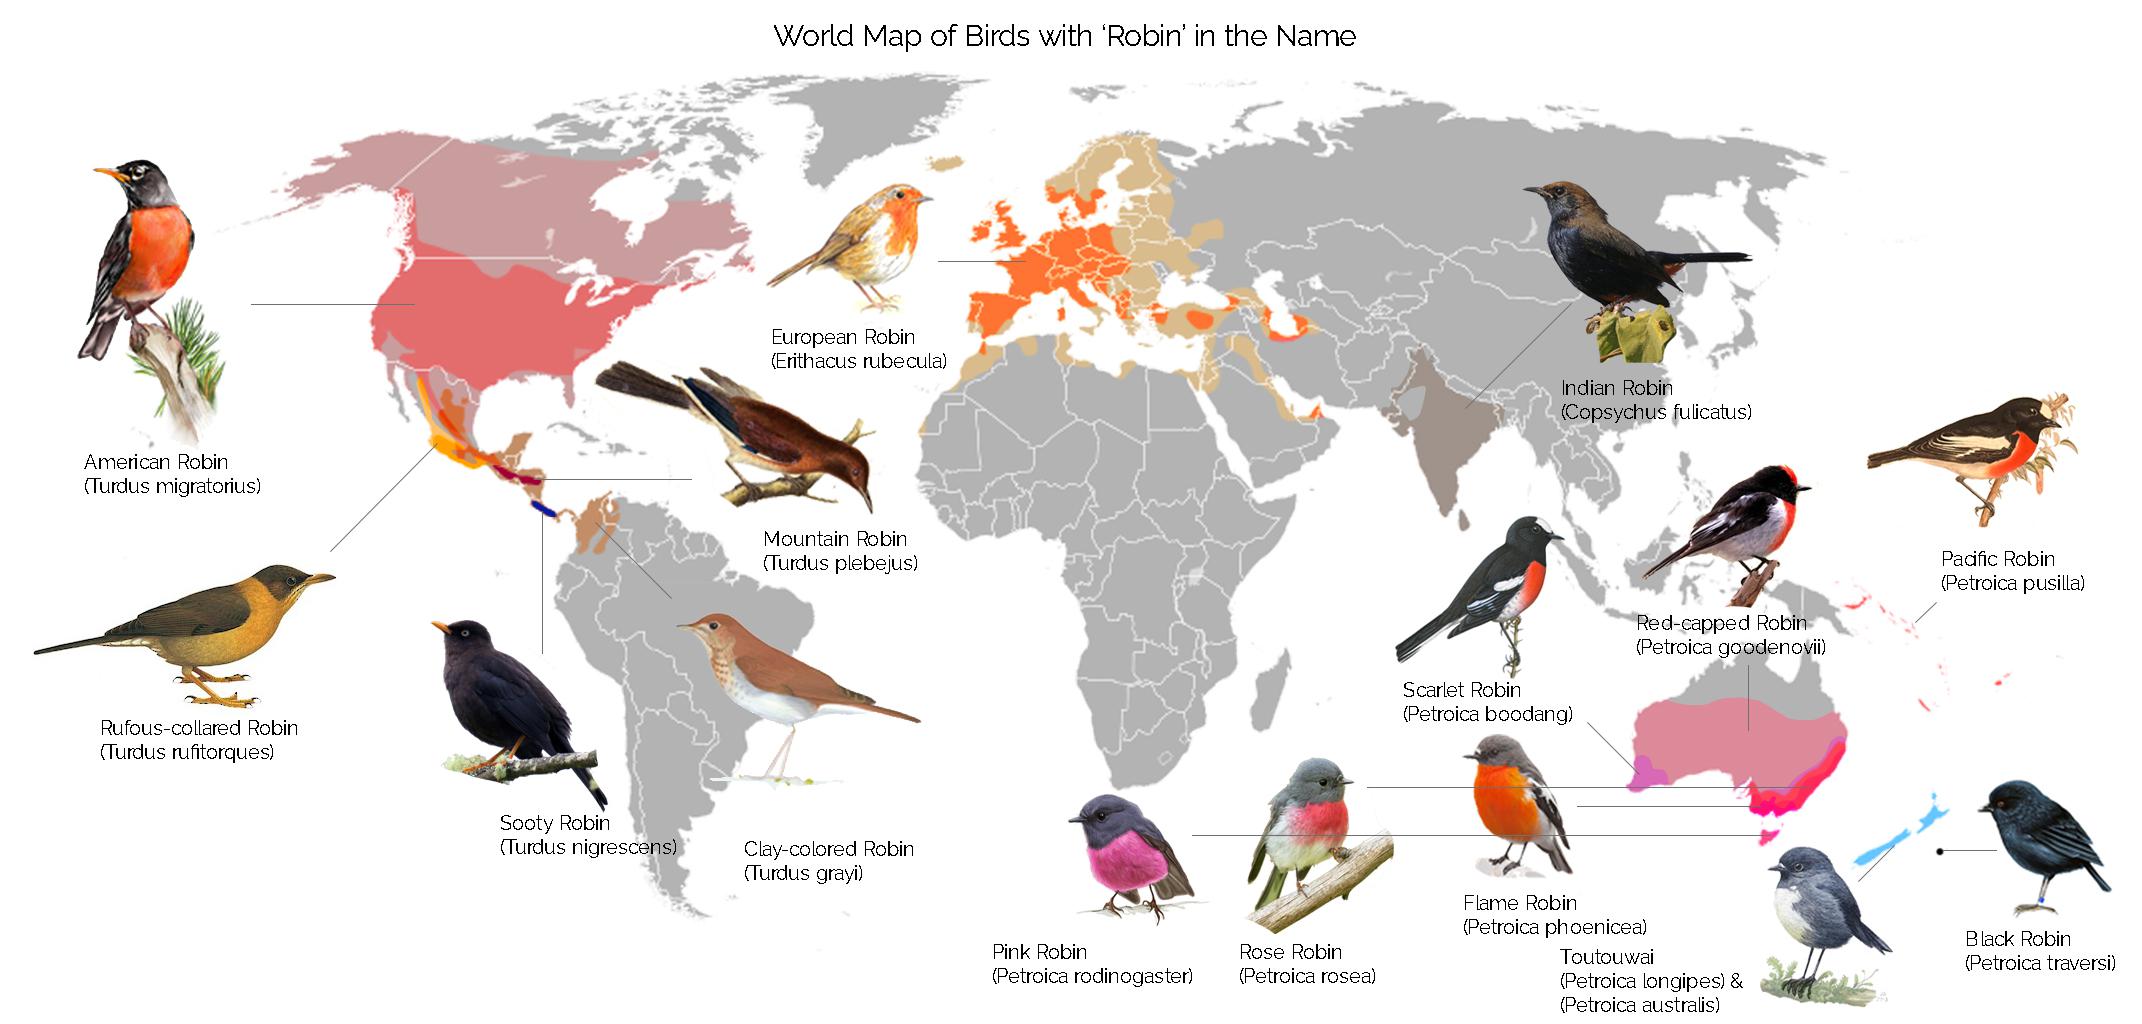 World Map of Birds with ‘Robin’ in the Name
American Robin
(Turdus migratorius)
European Robin
(Erithacus rubecula)
Indian Robin
(Copsychus fulicatus)
Mountain Robin
(Turdus plebejus)
Pacific Robin
(Petroica pusilla)
Red-capped Robin
(Petroica goodenovii)
Scarlet Robin
(Petroica boodang)
Rufous-collared Robin
(Turdus rufitorques)
Sooty Robin
(Turdus nigrescens)
Clay-colored Robin
(Turdus grayi)
Pink Robin
(Petroica rodinogaster)
Rose Robin
(Petroica rosea)
Flame Robin
(Petroica phoenicea)
Toutouwai
(Petroica longipes) &
(Petroica australis)
Black Robin
(Petroica traversi)